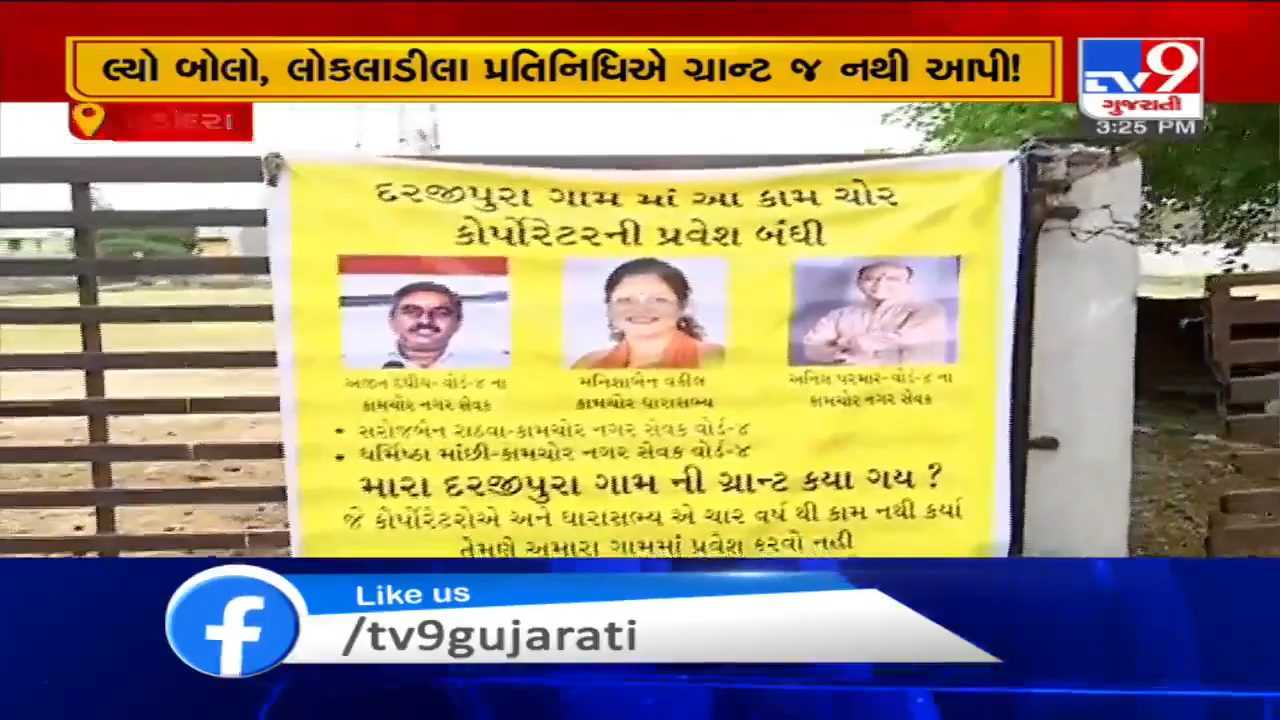 લ્યો બોલો, લોકલાડીલા પ્રતિનિધિએ ગ્રાન્ટ જ નથી આપી!
TV9
ગુજરાતી
3:25 PM
દરજીપુરા ગામ માં આ કામ ચોર
કોર્પોરેટરની પ્રવેશ બંધી
વોર્ડ-૪ ના
કામચોર નગર સેવક
મનિશાબેન વકીલ
કામચોર ધારાસભ્ય
અનિલ પરમાર- વોર્ડ-૪ ના
કામચોર નગર સેવક
• સરોજબેન રાઠવા-કામચોર નગર સેવક વોર્ડ-૪
• ધર્મિષ્ઠા માંછી-કામચોર નગર સેવક વોર્ડ-૪
મારા દરજીપુરા ગામ ની ગ્રાન્ટ કયા ગય ?
જે કોર્પોરેટરોએ અને ધારાસભ્ય એ ચાર વર્ષ થી કામ નથી કર્યા
તેમણે અમારા ગામમાં પ્રવેશ કરવો નહી
Like us
/tv9gujarati